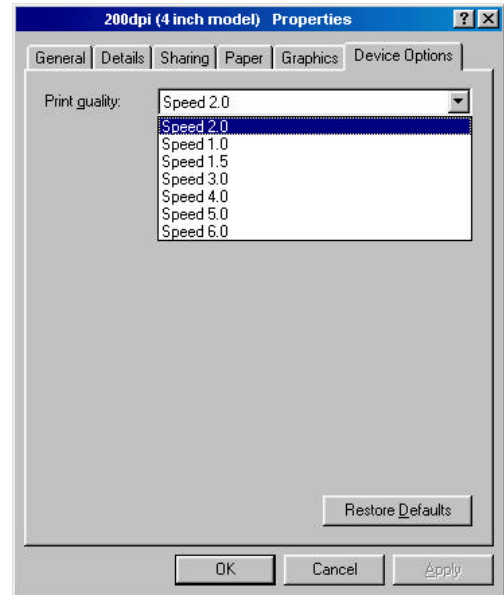 200dpi (4 inch model) Properties ? ×
General Details Sharing Paper Graphics Device Options
Print quality: Speed 2.0
Speed 2.0
Speed 1.0
Speed 1.5
Speed 3.0
Speed 4.0
Speed 5.0
Speed 6.0
Restore Defaults
OK Cancel Apply